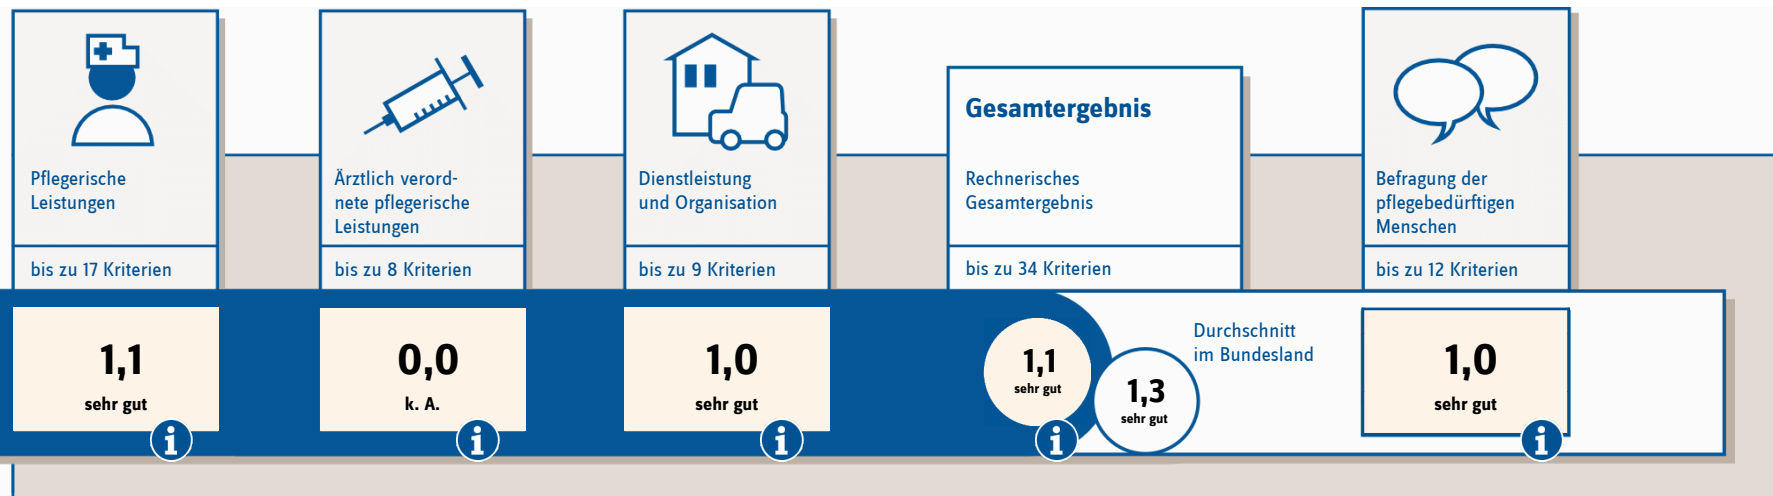 Pflegerische
Leistungen
bis zu 17 Kriterien
1,1
sehr gut
i
Ärztlich verord-
nete pflegerische
Leistungen
bis zu 8 Kriterien
0,0
k. A.
i
Dienstleistung
und Organisation
bis zu 9 Kriterien
1,0
sehr gut
i
Gesamtergebnis
Rechnerisches
Gesamtergebnis
bis zu 34 Kriterien
1,1
sehr gut
i
1,3
sehr gut
Durchschnitt
im Bundesland
Befragung der
pflegebedürftigen
Menschen
bis zu 12 Kriterien
1,0
sehr gut
i